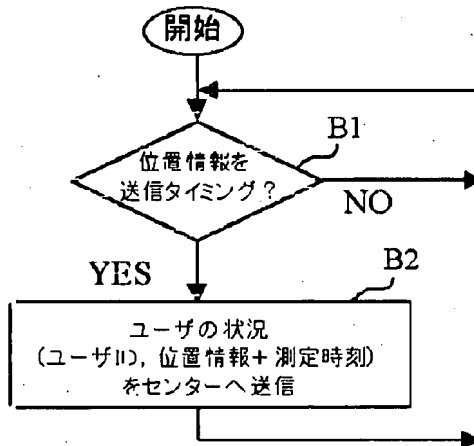 開始
B1
位置情報を
送信タイミング?
NO
YES
B2
ユーザの状況
(ユーザID, 位置情報+測定時刻)
をセンターへ送信